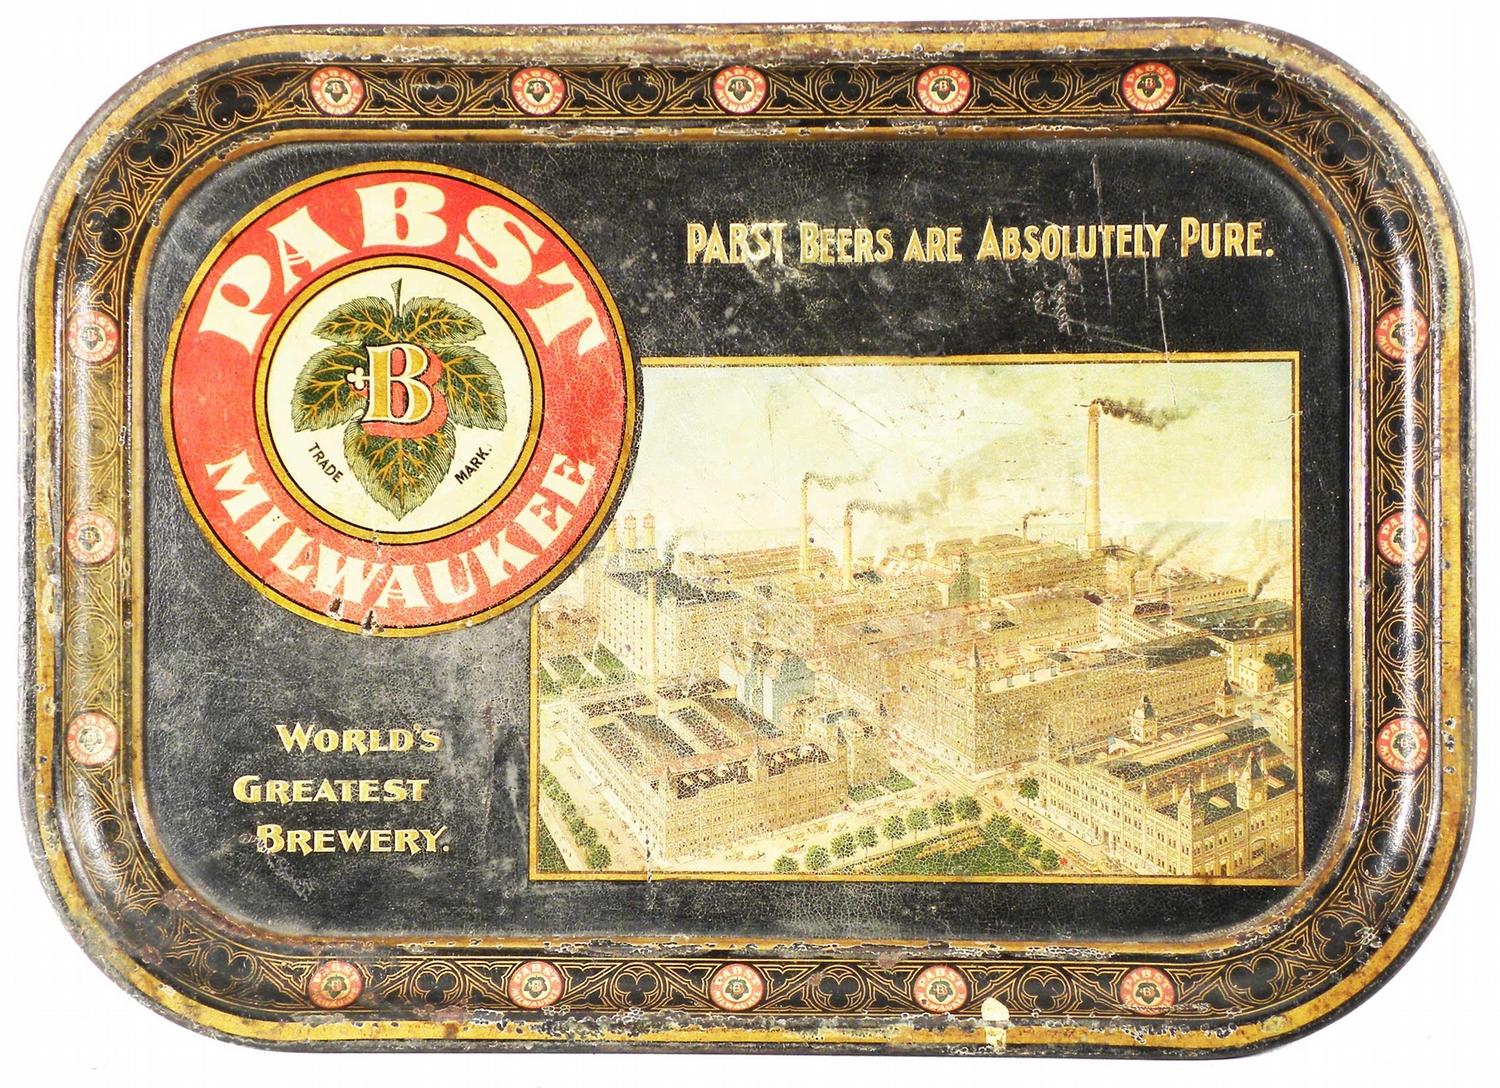 PABST
B
TRADE MARK.
MILWAUKEE
PABST BEERS ARE ABSOLUTELY PURE.
WORLD'S
GREATEST
BREWERY.